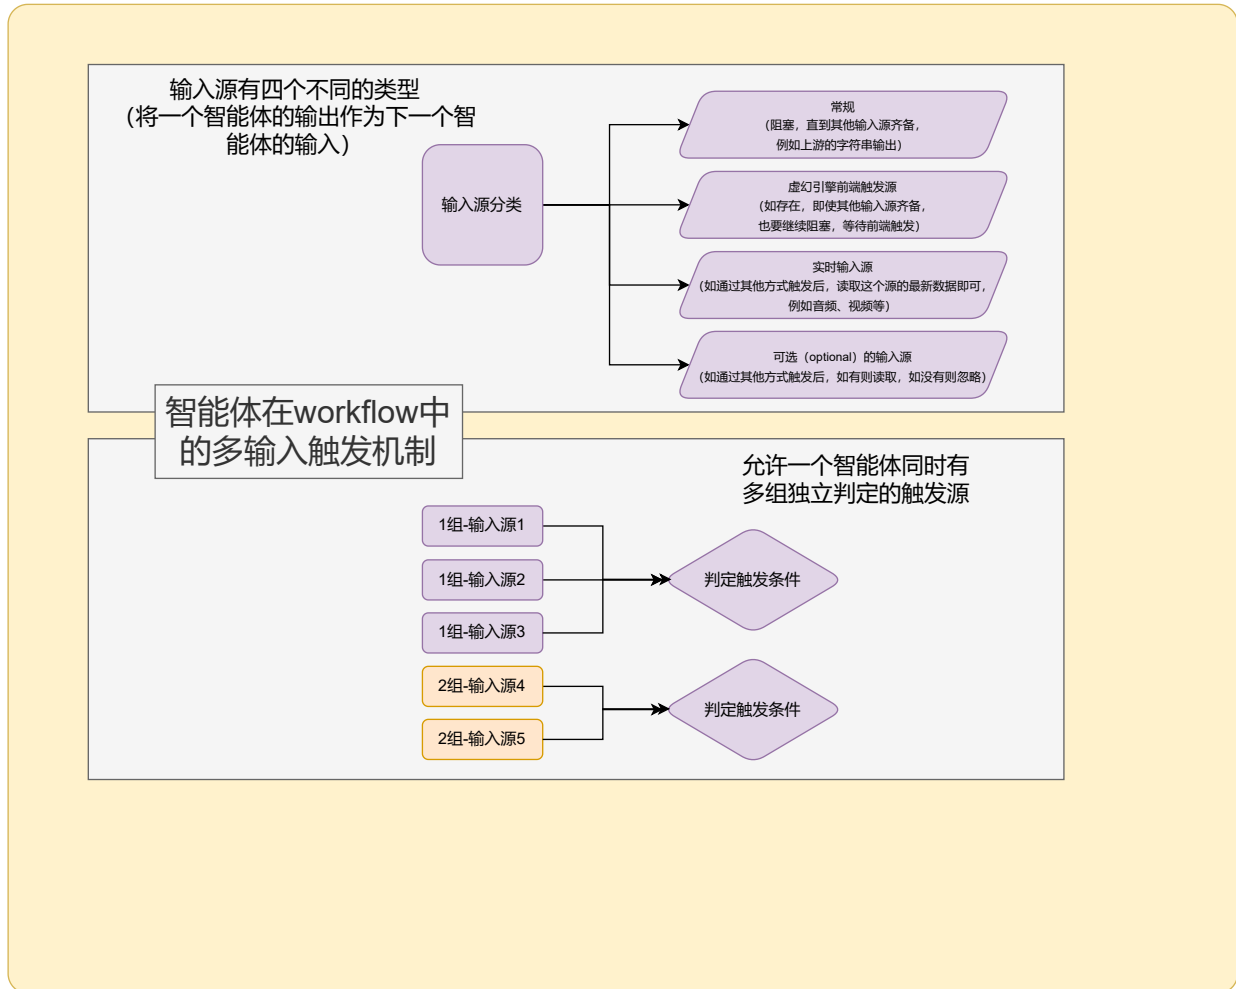 输入源有四个不同的类型
（将一个智能体的输出作为下一个智
能体的输入）
输入源分类
常规
（阻塞，直到其他输入源齐备，
例如上游的字符串输出）
虚幻引擎前端触发源
（如存在，即使其他输入源齐备，
也要继续阻塞，等待前端触发）
实时输入源
（如通过其他方式触发后，读取这个源的最新数据即可，
例如音频、视频等）
可选（optional）的输入源
（如通过其他方式触发后，如有则读取，如没有则忽略）
智能体在workflow中
的多输入触发机制
允许一个智能体同时有
多组独立判定的触发源
1组-输入源1
1组-输入源2
1组-输入源3
判定触发条件
2组-输入源4
2组-输入源5
判定触发条件